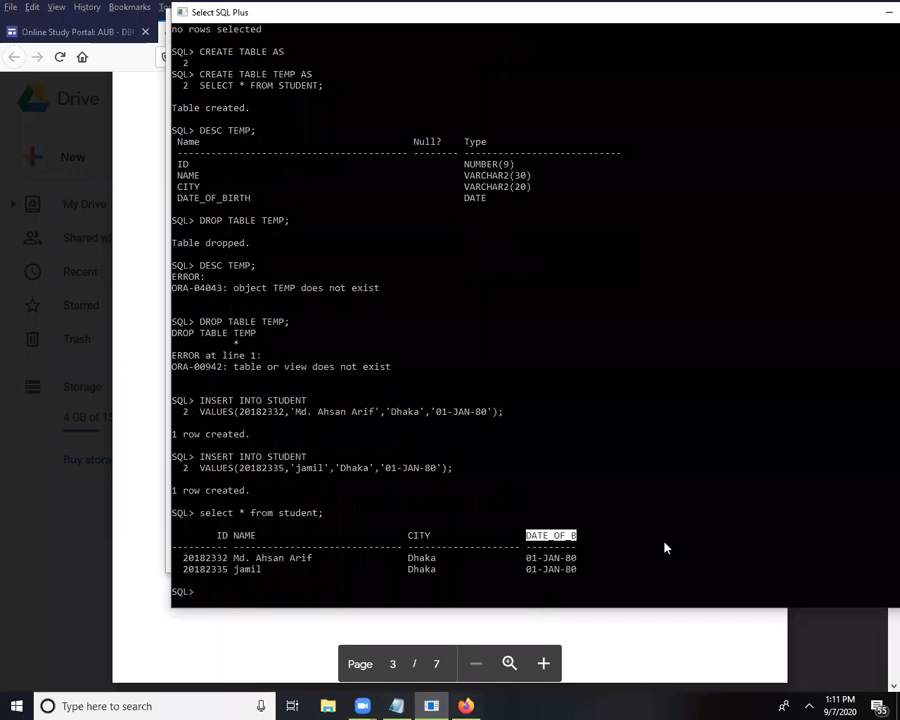 File Edit View History Bookmarks To
Select SQL Plus
Online Study Portal: AUB - DB
no rows selected
SQL> CREATE TABLE AS
2
SQL> CREATE TABLE TEMP AS
2 SELECT * FROM STUDENT;
Table created.
SQL> DESC TEMP;
Name Null? Type
ID NUMBER(9)
NAME VARCHAR2(30)
CITY VARCHAR2(20)
DATE_OF_BIRTH DATE
SQL> DROP TABLE TEMP;
Table dropped.
SQL> DESC TEMP;
ERROR:
ORA-04043: object TEMP does not exist
SQL> DROP TABLE TEMP;
DROP TABLE TEMP
*
ERROR at line 1:
ORA-00942: table or view does not exist
SQL> INSERT INTO STUDENT
2 VALUES(20182332,'Md. Ahsan Arif','Dhaka','01-JAN-80');
1 row created.
SQL> INSERT INTO STUDENT
2 VALUES(20182335,'jamil','Dhaka','01-JAN-80');
1 row created.
SQL> select * from student;
ID NAME CITY DATE_OF_B
20182332 Md. Ahsan Arif Dhaka 01-JAN-80
20182335 jamil Dhaka 01-JAN-80
SQL>
Drive
New
My Drive
Shared wi
Recent
Starred
Trash
Storage
4 GB of 15
Buy stora
Page 3 / 7
Type here to search
1:11 PM
9/7/2020
55